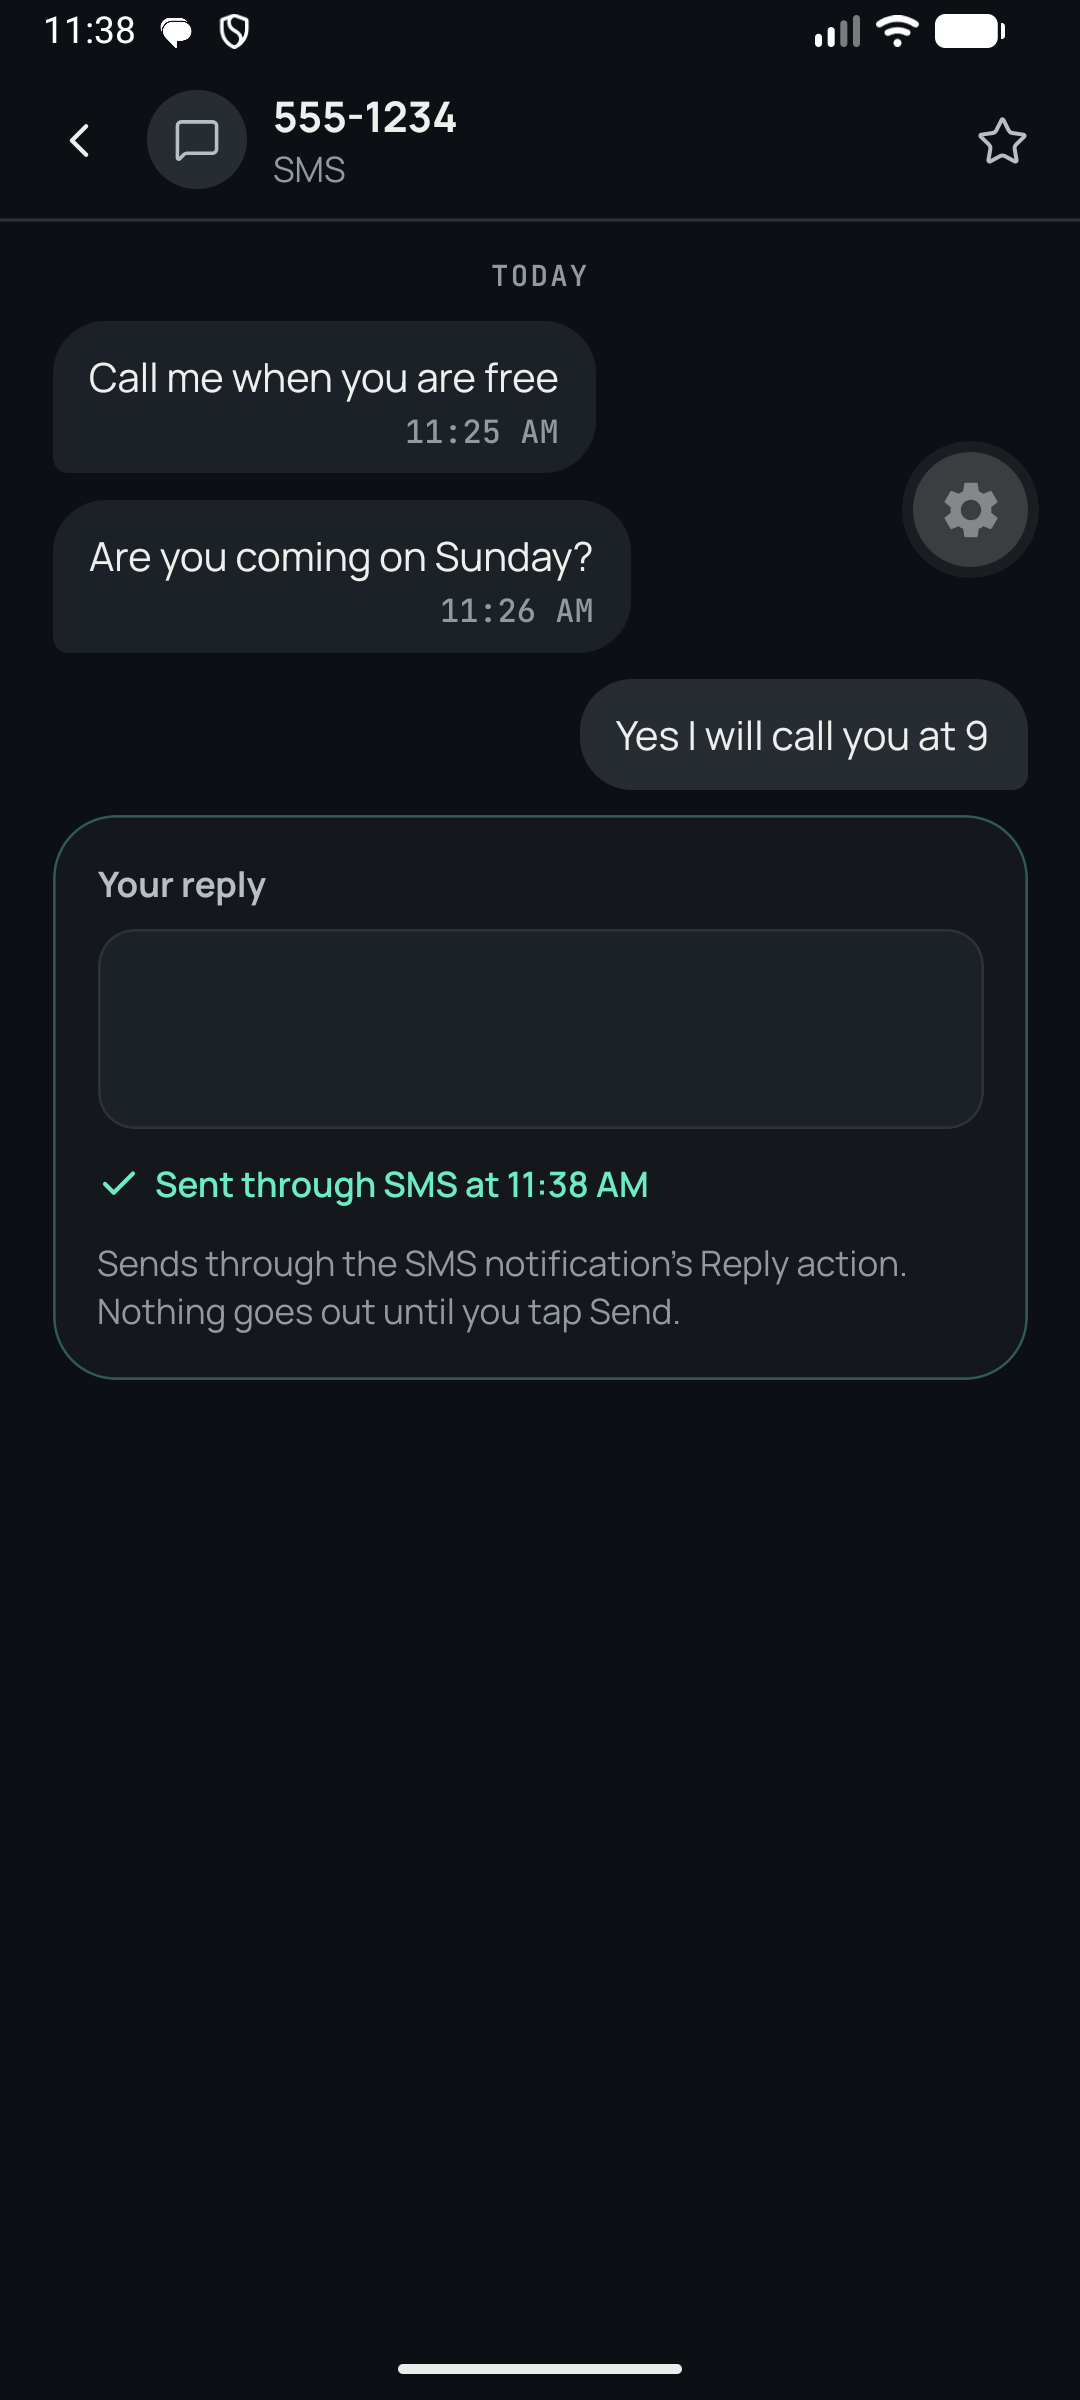 11:38
555-1234
SMS
TODAY
Call me when you are free
11:25 AM
Are you coming on Sunday?
11:26 AM
Yes I will call you at 9
Your reply
Sent through SMS at 11:38 AM
Sends through the SMS notification’s Reply action.
Nothing goes out until you tap Send.